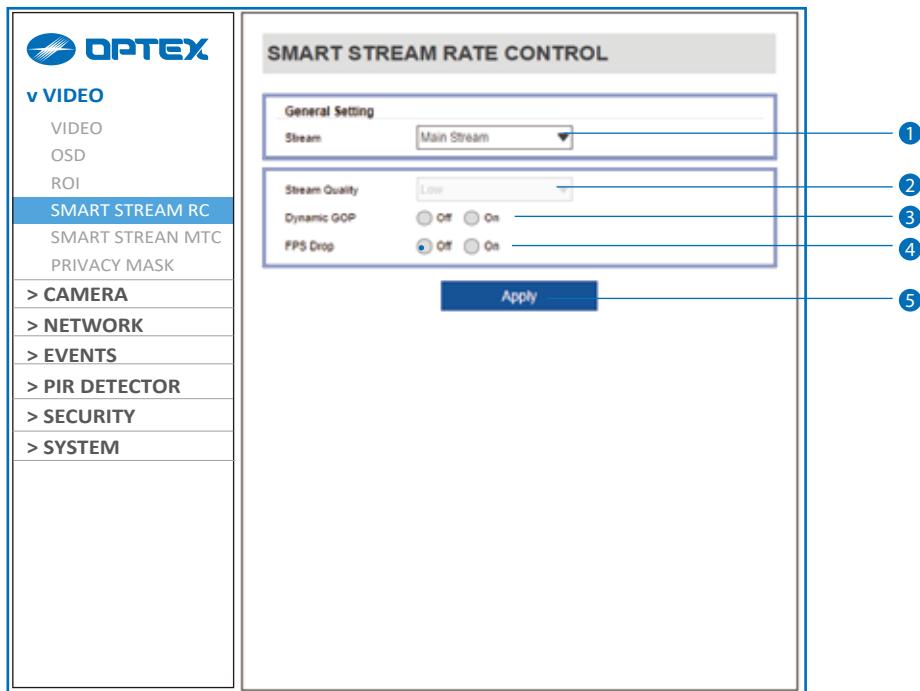 OPTEX
v VIDEO
VIDEO
OSD
ROI
SMART STREAM RC
SMART STREAN MTC
PRIVACY MASK
> CAMERA
> NETWORK
> EVENTS
> PIR DETECTOR
> SECURITY
> SYSTEM
SMART STREAM RATE CONTROL
General Setting
Stream Main Stream 1
Stream Quality Low 2
Dynamic GOP Off On 3
FPS Drop Off On 4
Apply 5